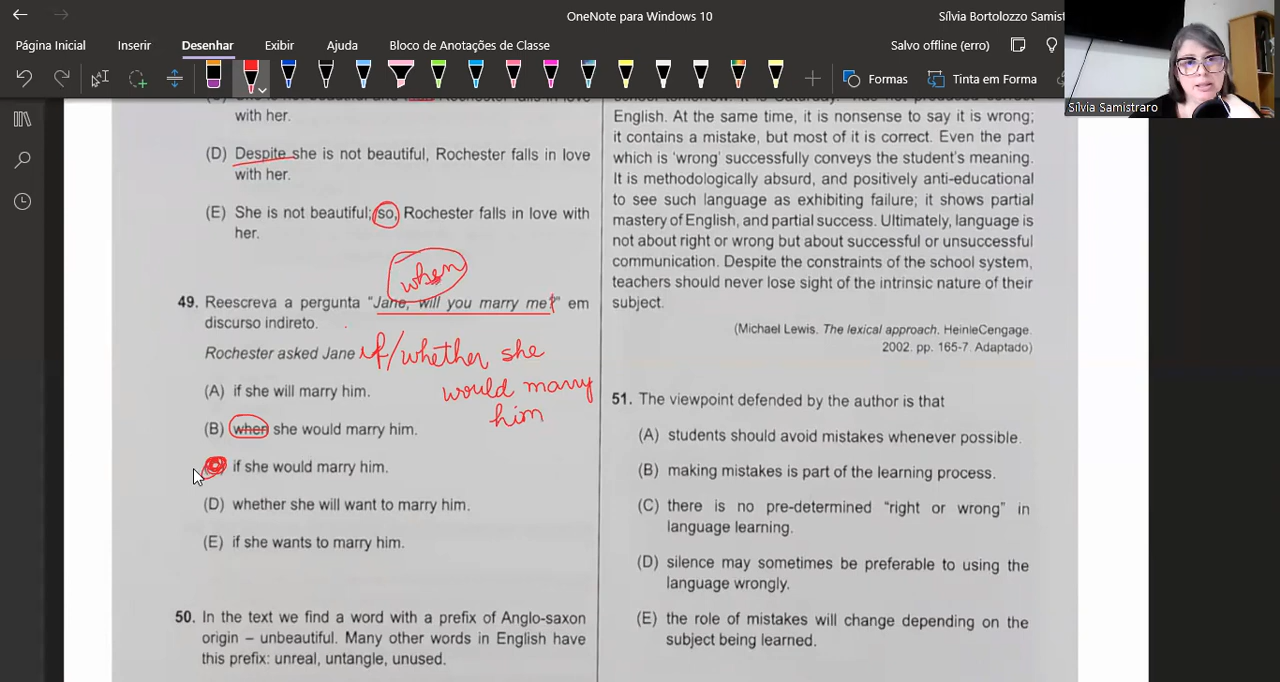 OneNote para Windows 10
Sílvia Bortolozzo Samist
Página Inicial
Inserir
Desenhar
Exibir
Ajuda
Bloco de Anotações de Classe
Salvo offline (erro)
Formas
Tinta em Forma
Sílvia Samistraro
with her.
(D) Despite she is not beautiful, Rochester falls in love
with her.
(E) She is not beautiful; so, Rochester falls in love with
her.
when
49. Reescreva a pergunta “Jane, will you marry me?” em
discurso indireto.
Rochester asked Jane if/whether she
would marry
him
(A) if she will marry him.
(B) when she would marry him.
if she would marry him.
(D) whether she will want to marry him.
(E) if she wants to marry him.
50. In the text we find a word with a prefix of Anglo-saxon
origin – unbeautiful. Many other words in English have
this prefix: unreal, untangle, unused.
English. At the same time, it is nonsense to say it is wrong;
it contains a mistake, but most of it is correct. Even the part
which is ‘wrong’ successfully conveys the student's meaning.
It is methodologically absurd, and positively anti-educational
to see such language as exhibiting failure; it shows partial
mastery of English, and partial success. Ultimately, language is
not about right or wrong but about successful or unsuccessful
communication. Despite the constraints of the school system,
teachers should never lose sight of the intrinsic nature of their
subject.
(Michael Lewis. The lexical approach. HeinleCengage.
2002. pp. 165-7. Adaptado)
51. The viewpoint defended by the author is that
(A) students should avoid mistakes whenever possible.
(B) making mistakes is part of the learning process.
(C) there is no pre-determined “right or wrong” in
language learning.
(D) silence may sometimes be preferable to using the
language wrongly.
(E) the role of mistakes will change depending on the
subject being learned.